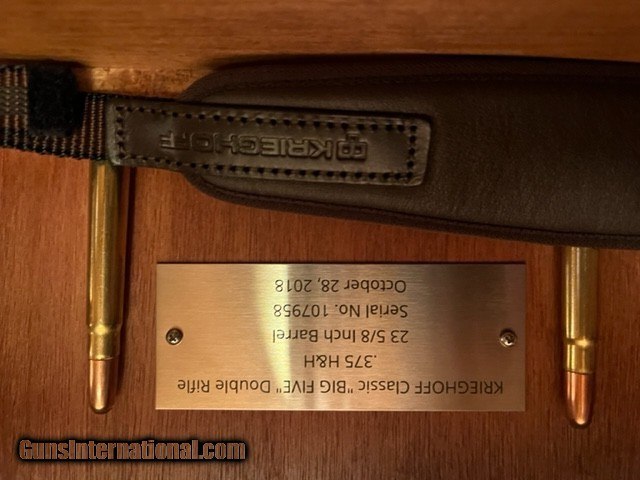 KRIEGHOFF
KRIEGHOFF Classic "BIG FIVE" Double Rifle
.375 H&H
23 5/8 Inch Barrel
Serial No. 107958
October 28, 2018
GunsInternational.com